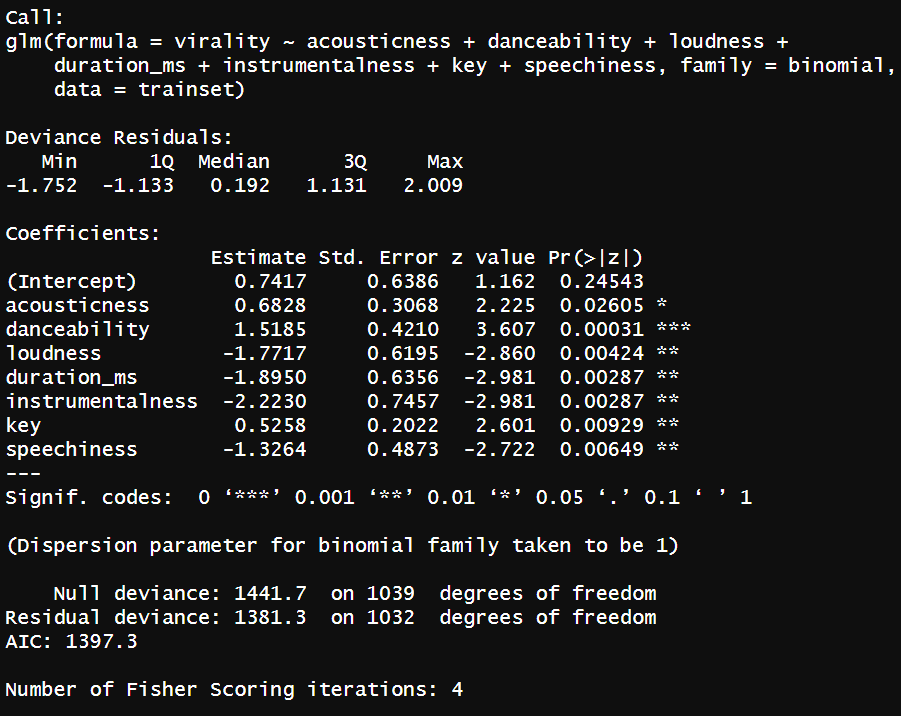 Call:
glm(formula = virality ~ acousticness + danceability + loudness +
    duration_ms + instrumentalness + key + speechiness, family = binomial,
    data = trainset)

Deviance Residuals:
   Min      1Q  Median      3Q     Max
-1.752  -1.133   0.192   1.131   2.009

Coefficients:
                 Estimate Std. Error z value Pr(>|z|)
(Intercept)        0.7417     0.6386   1.162  0.24543
acousticness       0.6828     0.3068   2.225  0.02605 *
danceability       1.5185     0.4210   3.607  0.00031 ***
loudness          -1.7717     0.6195  -2.860  0.00424 **
duration_ms       -1.8950     0.6356  -2.981  0.00287 **
instrumentalness  -2.2230     0.7457  -2.981  0.00287 **
key                0.5258     0.2022   2.601  0.00929 **
speechiness       -1.3264     0.4873  -2.722  0.00649 **
---
Signif. codes:  0 ‘***’ 0.001 ‘**’ 0.01 ‘*’ 0.05 ‘.’ 0.1 ‘ ’ 1

(Dispersion parameter for binomial family taken to be 1)

    Null deviance: 1441.7  on 1039  degrees of freedom
Residual deviance: 1381.3  on 1032  degrees of freedom
AIC: 1397.3

Number of Fisher Scoring iterations: 4